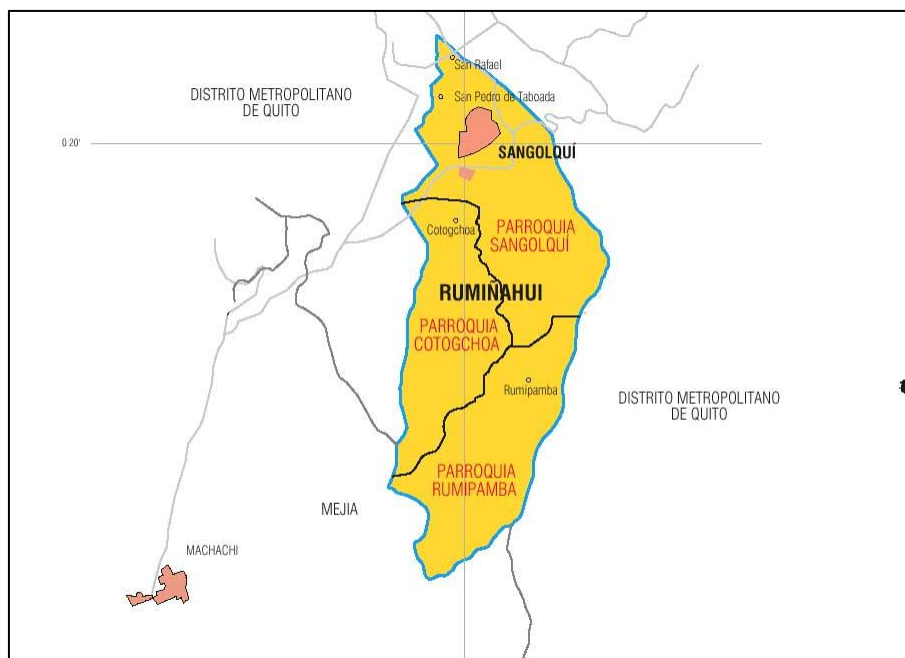 San Rafael
DISTRITO METROPOLITANO
DE QUITO
San Pedro de Taboada
0 20'
SANGOLQUÍ
Cotogchoa
PARROQUIA
SANGOLQUÍ
RUMIÑAHUI
PARROQUIA
COTOGCHOA
Rumipamba
DISTRITO METROPOLITANO
DE QUITO
PARROQUIA
RUMIPAMBA
MEJIA
MACHACHI